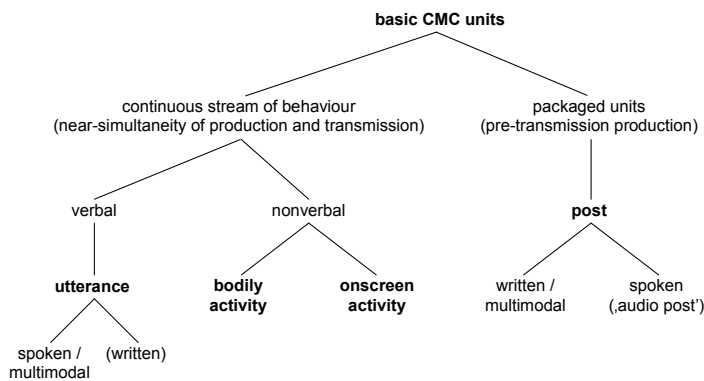 basic CMC units
continuous stream of behaviour
(near-simultaneity of production and transmission)
packaged units
(pre-transmission production)
verbal
nonverbal
post
utterance
bodily
activity
onscreen
activity
written /
multimodal
spoken
(‚audio post’)
spoken /
multimodal
(written)